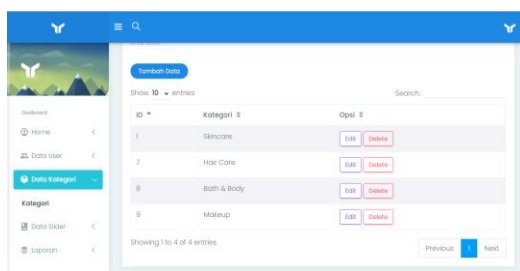 Tambah Data
Show 10 entries
Search:
Dashboard
Home
Data User
Data Kategori
Kategori
Data Slider
Laporan
ID Kategori Opsi
1 Skincare Edit Delete
7 Hair Care Edit Delete
8 Bath & Body Edit Delete
9 Makeup Edit Delete
Showing 1 to 4 of 4 entries
Previous 1 Next